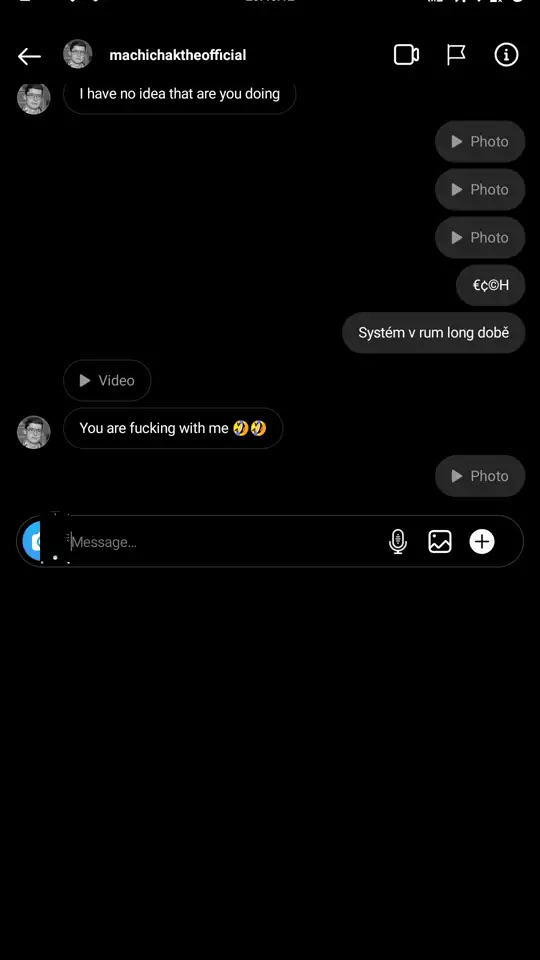 machichaktheofficial
I have no idea that are you doing
Photo
Photo
Photo
€¢©H
Systém v rum long době
Video
You are fucking with me 🤣🤣
Photo
Message...